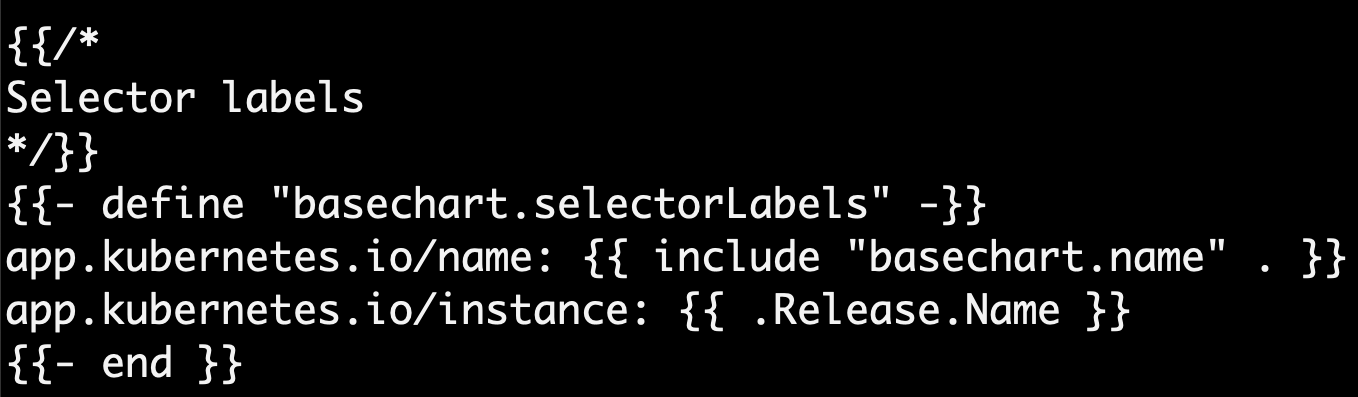 {{/*
Selector labels
*/}}
{{- define "basechart.selectorLabels" -}}
app.kubernetes.io/name: {{ include "basechart.name" . }}
app.kubernetes.io/instance: {{ .Release.Name }}
{{- end }}